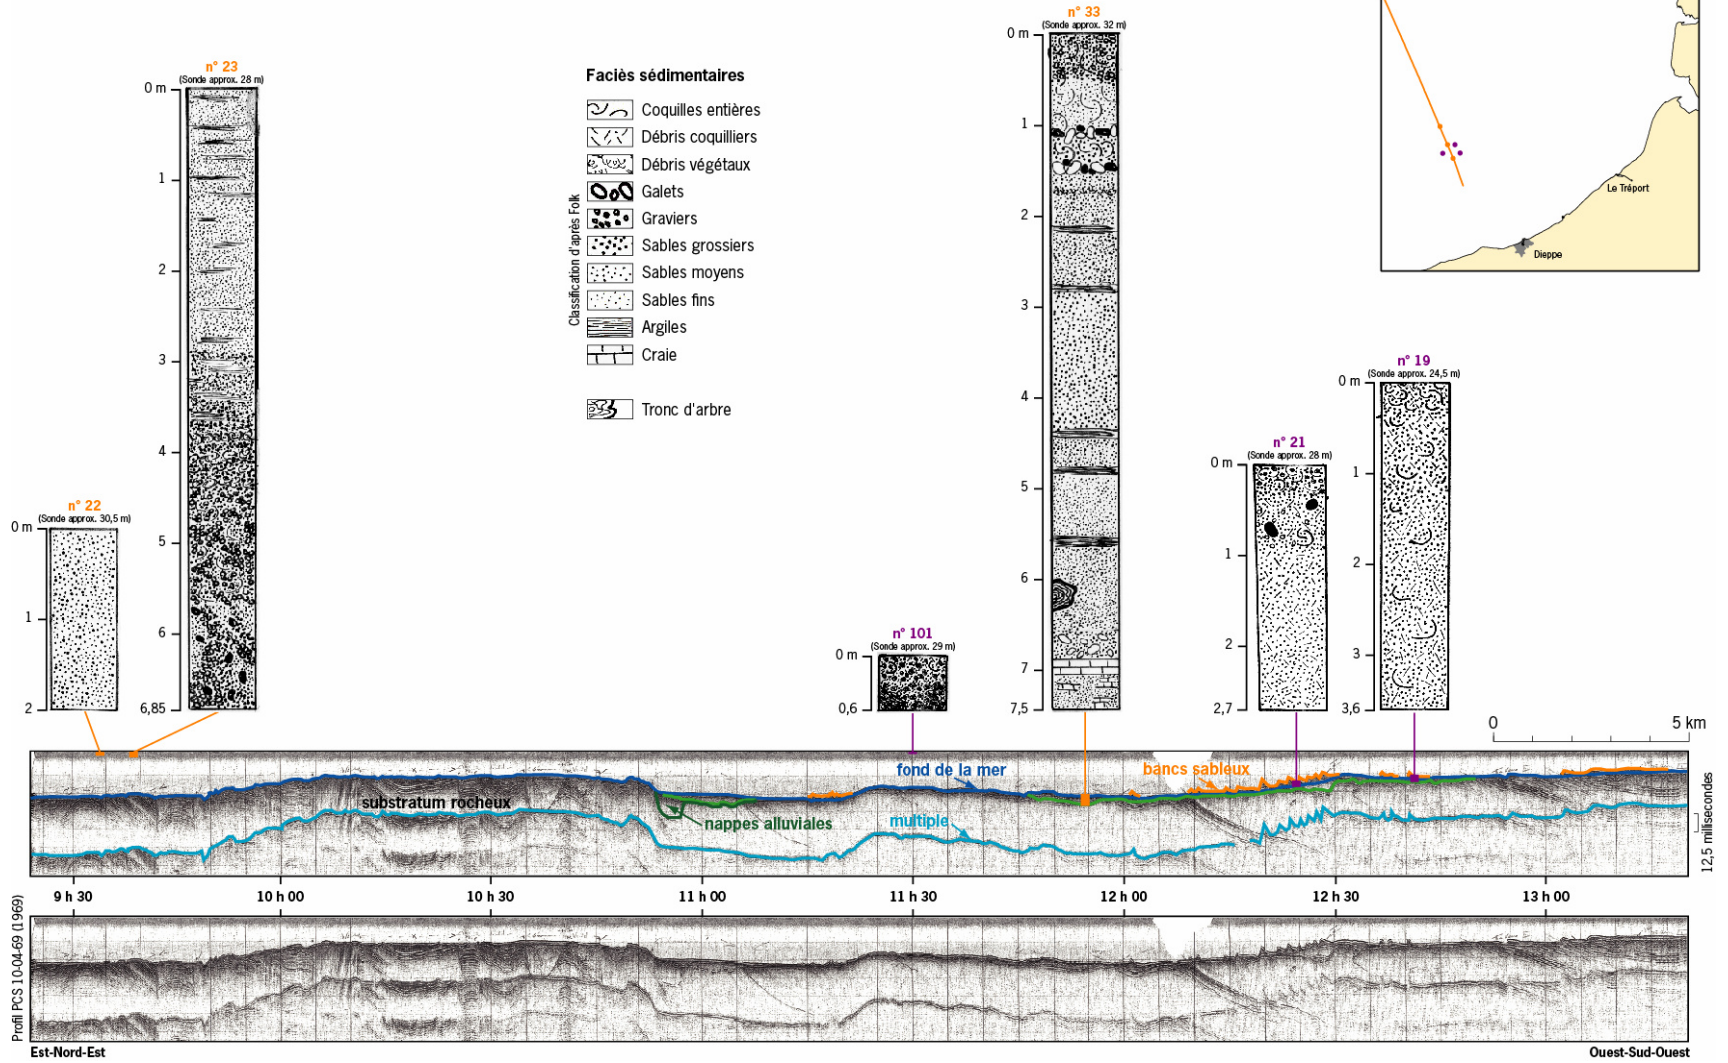 n° 33
(Sonde approx. 32 m)
0 m
1
2
3
4
5
6
7
7,5
n° 23
(Sonde approx. 28 m)
0 m
1
2
3
4
5
6
6,85
Faciès sédimentaires
Classification d'après Folk
Coquilles entières
Débris coquilliers
Débris végétaux
Galets
Graviers
Sables grossiers
Sables moyens
Sables fins
Argiles
Craie
Tronc d'arbre
Le Tréport
Dieppe
n° 19
(Sonde approx. 24,5 m)
0 m
1
2
3
3,6
n° 21
(Sonde approx. 28 m)
0 m
1
2
2,7
n° 22
(Sonde approx. 30,5 m)
0 m
1
2
n° 101
(Sonde approx. 29 m)
0 m
0,6
0 5 km
fond de la mer
bancs sableux
substratum rocheux
nappes alluviales
multiple
12,5 milisecondes
9 h 30 10 h 00 10 h 30 11 h 00 11 h 30 12 h 00 12 h 30 13 h 00
Profil PCS 10-04-69 (1969)
Est-Nord-Est Ouest-Sud-Ouest